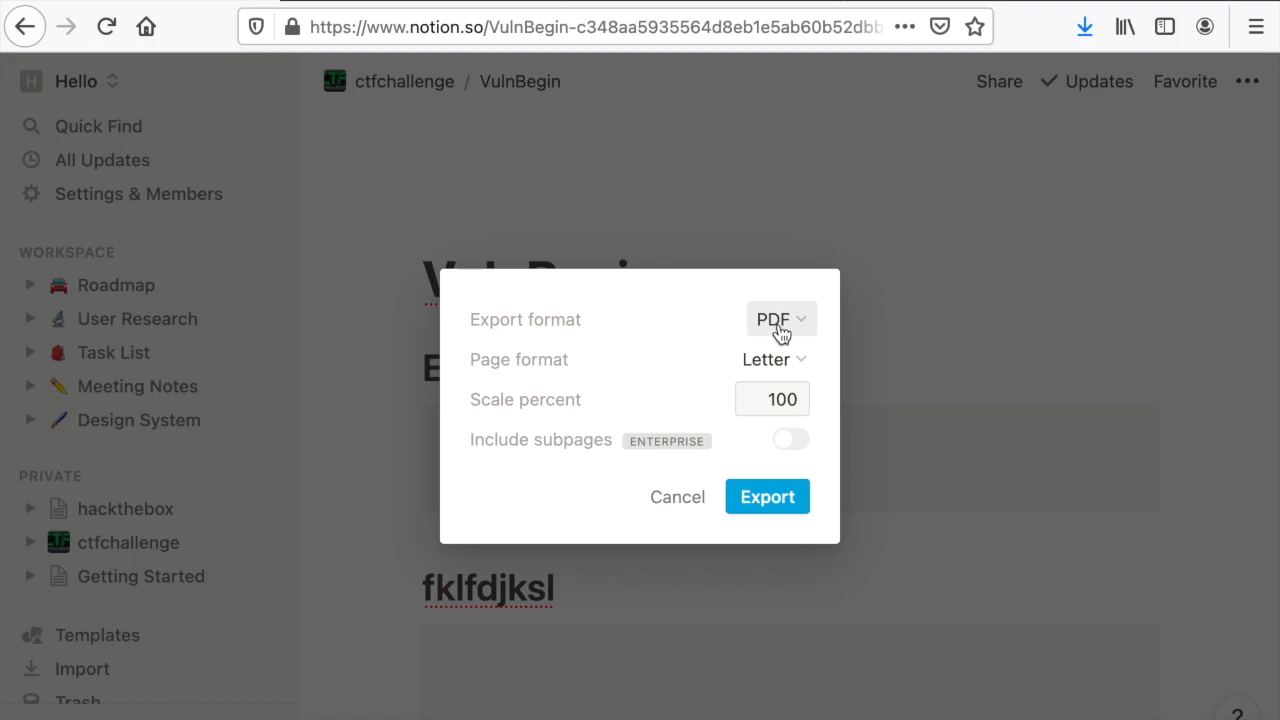 https://www.notion.so/VulnBegin-c348aa5935564d8eb1e5ab60b52dbb
Hello
ctfchallenge / VulnBegin
Share
Updates
Favorite
Quick Find
All Updates
Settings & Members
WORKSPACE
Roadmap
User Research
Task List
Meeting Notes
Design System
PRIVATE
hackthebox
ctfchallenge
Getting Started
Templates
Import
Trash
Export format PDF
Page format Letter
Scale percent 100
Include subpages ENTERPRISE
Cancel Export
fklfdjksl
?